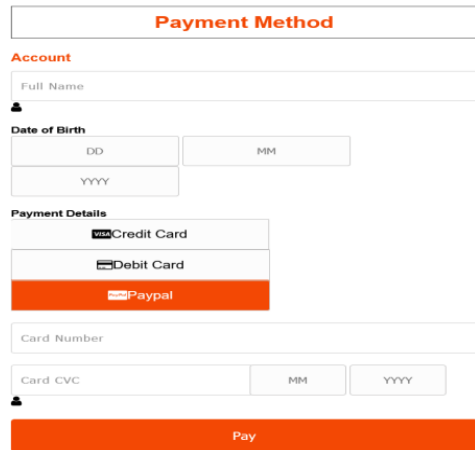 Payment Method
Account
Full Name
Date of Birth
DD MM
YYYY
Payment Details
VISA Credit Card
Debit Card
PayPal Paypal
Card Number
Card CVC MM YYYY
Pay